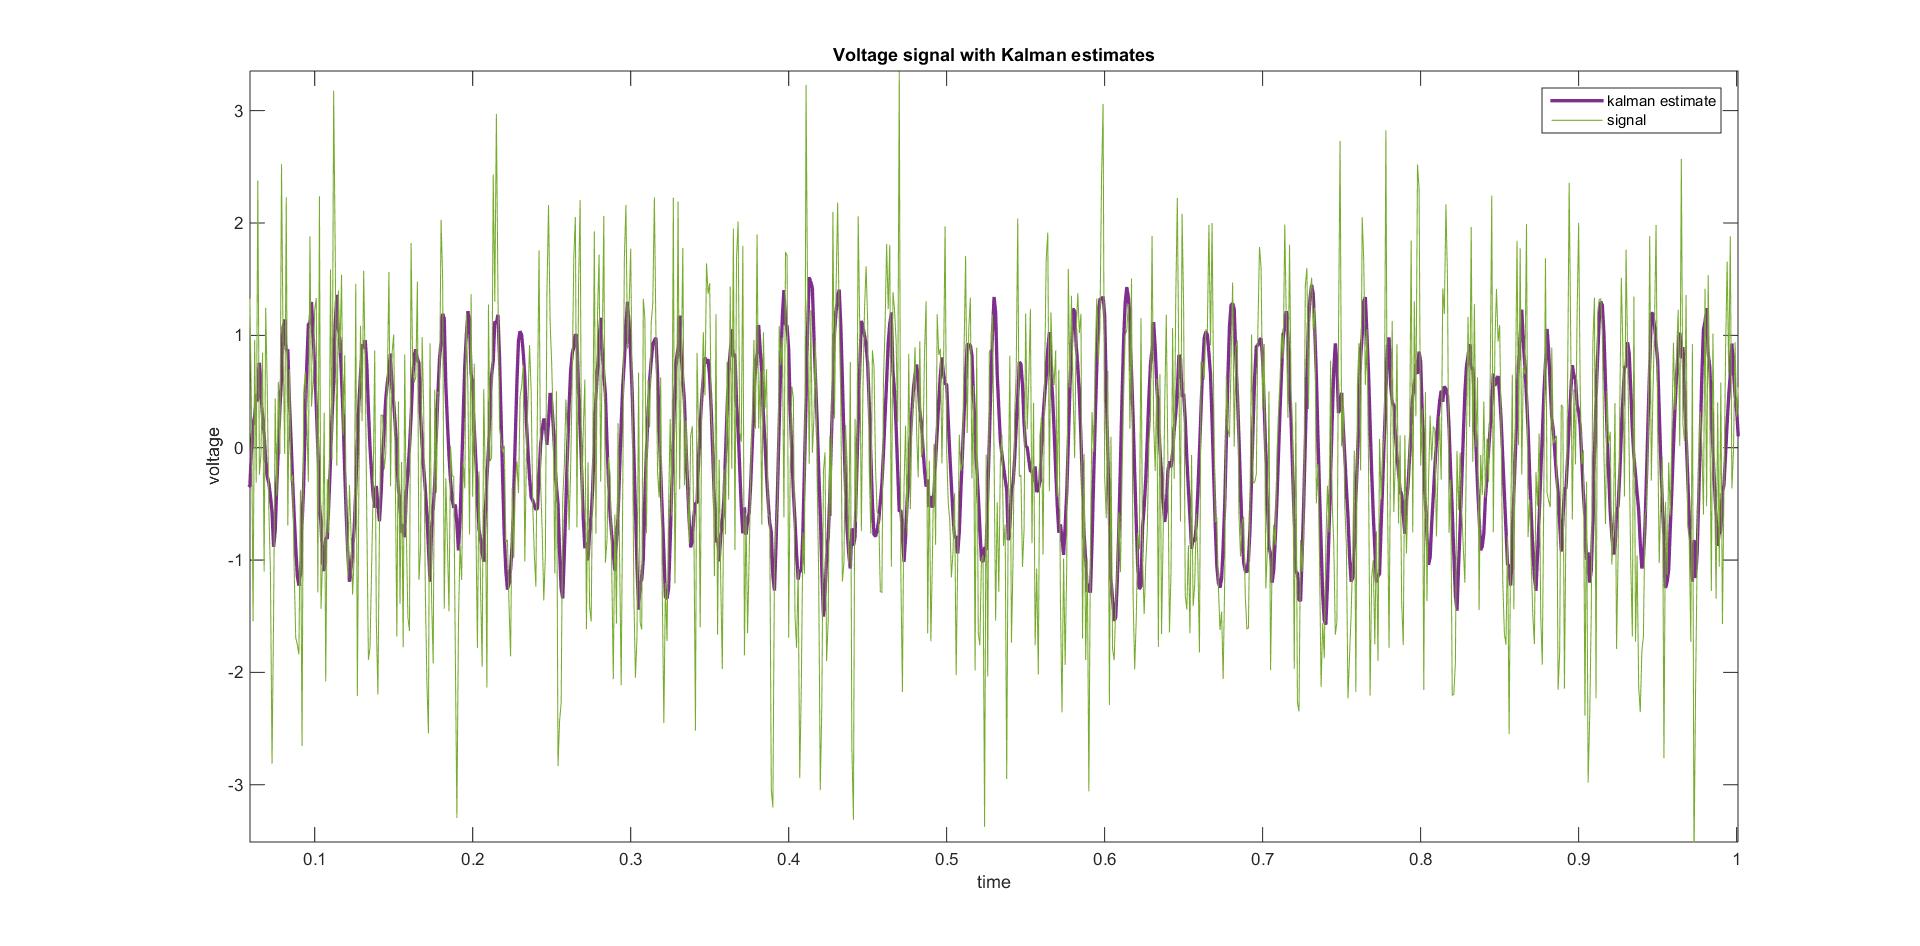 Voltage signal with Kalman estimates
kalman estimate
signal
3
2
1
0
-1
-2
-3
voltage
0.1 0.2 0.3 0.4 0.5 0.6 0.7 0.8 0.9 1
time